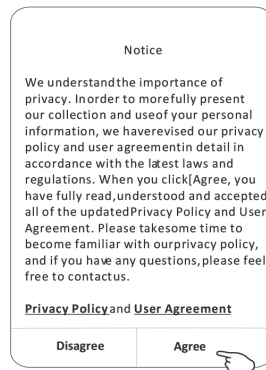 Notice
We understandthe importance of
privacy. Inorder to morefully present
our collection and useof your personal
information, we haverevised our privacy
policy and user agreementin detail in
accordance with the latest laws and
regulations. When you click[Agree, you
have fully read,understood and accepted
all of the updatedPrivacy Policy and User
Agreement. Please takesome time to
become familiar with ourprivacy policy,
and if you have any questions,please feel
free to contactus.
Privacy Policyand User Agreement
Disagree Agree